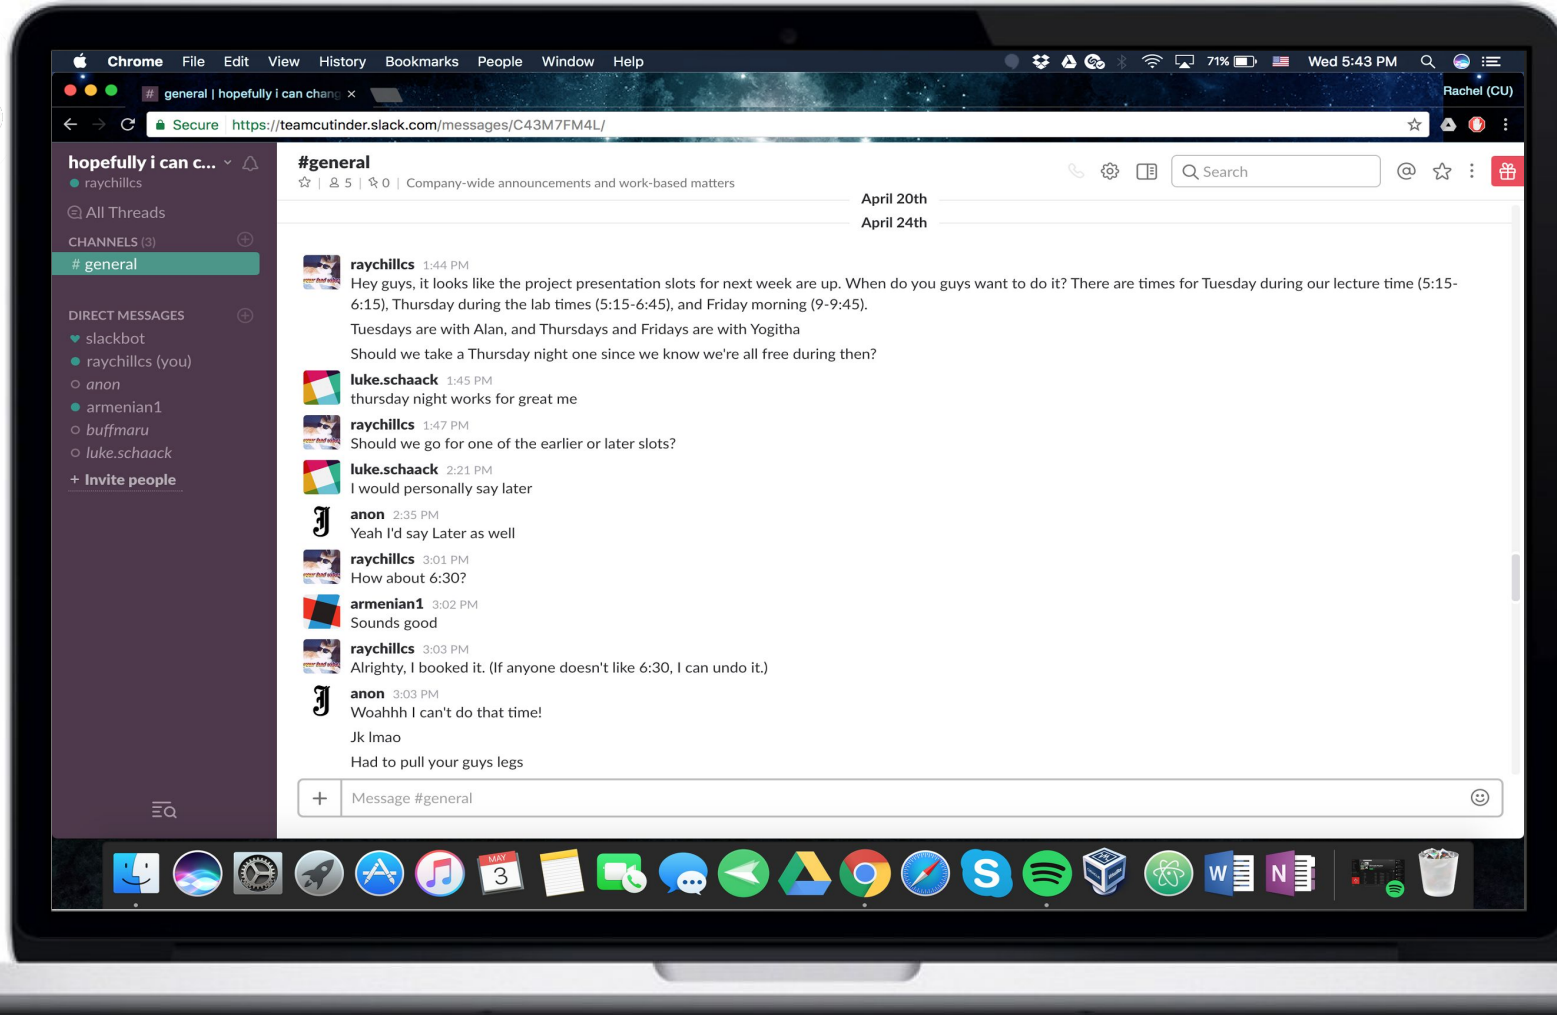 Chrome File Edit View History Bookmarks People Window Help 71% Wed 5:43 PM
# general | hopefully i can chang × Rachel (CU)
Secure https://teamcutinder.slack.com/messages/C43M7FM4L/
hopefully i can c...
raychillcs
All Threads
CHANNELS (3)
# general
DIRECT MESSAGES
slackbot
raychillcs (you)
anon
armenian1
buffmaru
luke.schaack
+ Invite people
#general
5 | 0 | Company-wide announcements and work-based matters
Search
April 20th
April 24th
raychillcs 1:44 PM
Hey guys, it looks like the project presentation slots for next week are up. When do you guys want to do it? There are times for Tuesday during our lecture time (5:15-
6:15), Thursday during the lab times (5:15-6:45), and Friday morning (9-9:45).
Tuesdays are with Alan, and Thursdays and Fridays are with Yogitha
Should we take a Thursday night one since we know we're all free during then?
luke.schaack 1:45 PM
thursday night works for great me
raychillcs 1:47 PM
Should we go for one of the earlier or later slots?
luke.schaack 2:21 PM
I would personally say later
anon 2:35 PM
Yeah I'd say Later as well
raychillcs 3:01 PM
How about 6:30?
armenian1 3:02 PM
Sounds good
raychillcs 3:03 PM
Alrighty, I booked it. (If anyone doesn't like 6:30, I can undo it.)
anon 3:03 PM
Woahhh I can't do that time!
Jk lmao
Had to pull your guys legs
+ Message #general
MAY
3
S
W
N